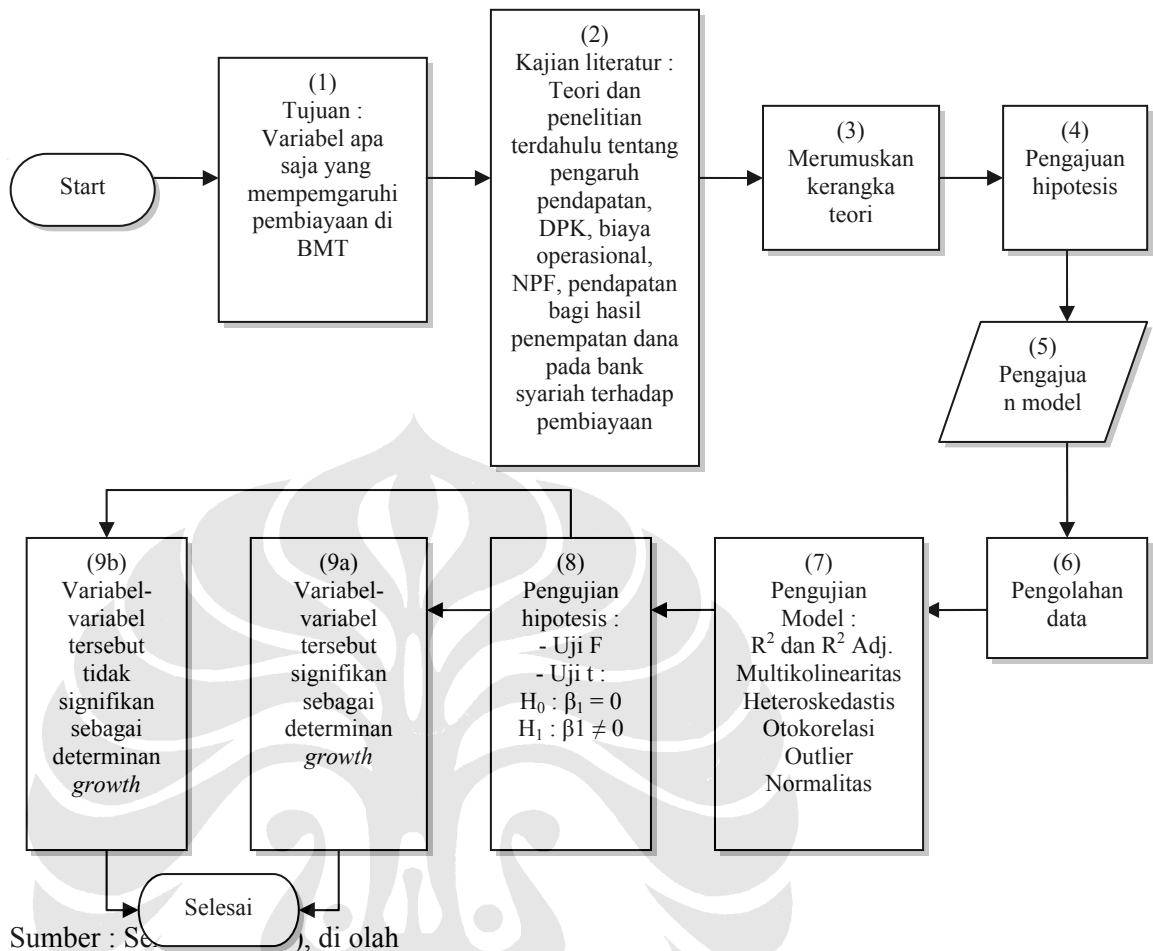 Start
(1)
Tujuan :
Variabel apa
saja yang
mempemgaruhi
pembiayaan di
BMT
(2)
Kajian literatur :
Teori dan
penelitian
terdahulu tentang
pengaruh
pendapatan,
DPK, biaya
operasional,
NPF, pendapatan
bagi hasil
penempatan dana
pada bank
syariah terhadap
pembiayaan
(3)
Merumuskan
kerangka
teori
(4)
Pengajuan
hipotesis
(5)
Pengajua
n model
(6)
Pengolahan
data
(7)
Pengujian
Model :
R² dan R² Adj.
Multikolinearitas
Heteroskedastis
Otokorelasi
Outlier
Normalitas
(8)
Pengujian
hipotesis :
- Uji F
- Uji t :
H₀ : β₁ = 0
H₁ : β1 ≠ 0
(9a)
Variabel-
variabel
tersebut
signifikan
sebagai
determinan
growth
(9b)
Variabel-
variabel
tersebut
tidak
signifikan
sebagai
determinan
growth
Selesai
Sumber : ), di olah